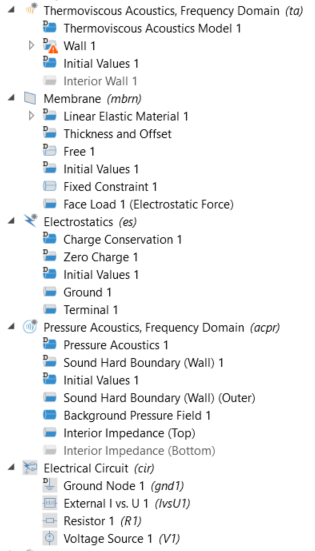 Thermoviscous Acoustics, Frequency Domain (ta)
D Thermoviscous Acoustics Model 1
D Wall 1
D Initial Values 1
Interior Wall 1
Membrane (mbrn)
D Linear Elastic Material 1
D Thickness and Offset
D Free 1
D Initial Values 1
Fixed Constraint 1
Face Load 1 (Electrostatic Force)
Electrostatics (es)
D Charge Conservation 1
D Zero Charge 1
D Initial Values 1
Ground 1
Terminal 1
Pressure Acoustics, Frequency Domain (acpr)
D Pressure Acoustics 1
D Sound Hard Boundary (Wall) 1
D Initial Values 1
Sound Hard Boundary (Wall) (Outer)
Background Pressure Field 1
Interior Impedance (Top)
Interior Impedance (Bottom)
Electrical Circuit (cir)
D Ground Node 1 (gnd1)
External I vs. U 1 (IvsU1)
Resistor 1 (R1)
Voltage Source 1 (V1)